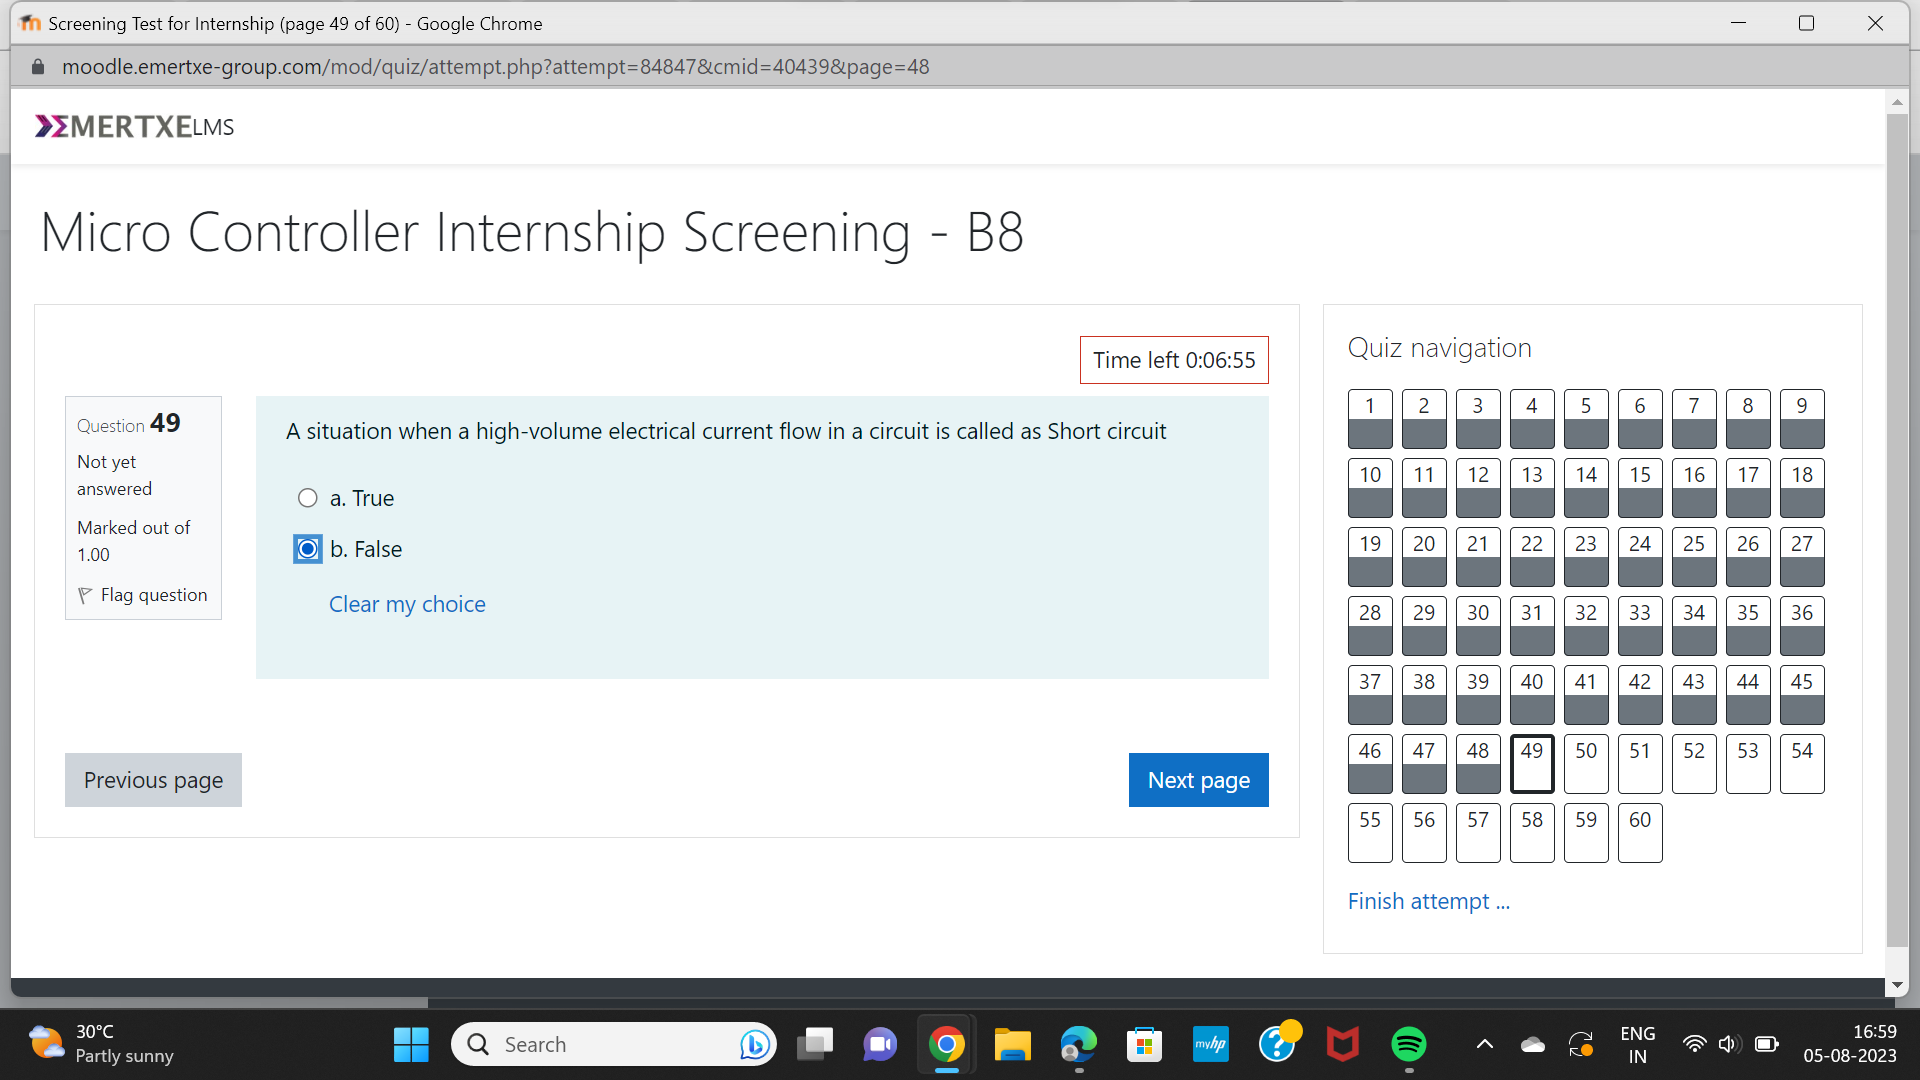 Screening Test for Internship (page 49 of 60) - Google Chrome
moodle.emertxe-group.com/mod/quiz/attempt.php?attempt=84847&cmid=40439&page=48
EMERTXE LMS
Micro Controller Internship Screening - B8
Time left 0:06:55
Question 49
Not yet
answered
Marked out of
1.00
Flag question
A situation when a high-volume electrical current flow in a circuit is called as Short circuit
a. True
b. False
Clear my choice
Previous page
Next page
Quiz navigation
1 2 3 4 5 6 7 8 9
10 11 12 13 14 15 16 17 18
19 20 21 22 23 24 25 26 27
28 29 30 31 32 33 34 35 36
37 38 39 40 41 42 43 44 45
46 47 48 49 50 51 52 53 54
55 56 57 58 59 60
Finish attempt ...
30°C
Partly sunny
Search
myhp
ENG
IN
16:59
05-08-2023